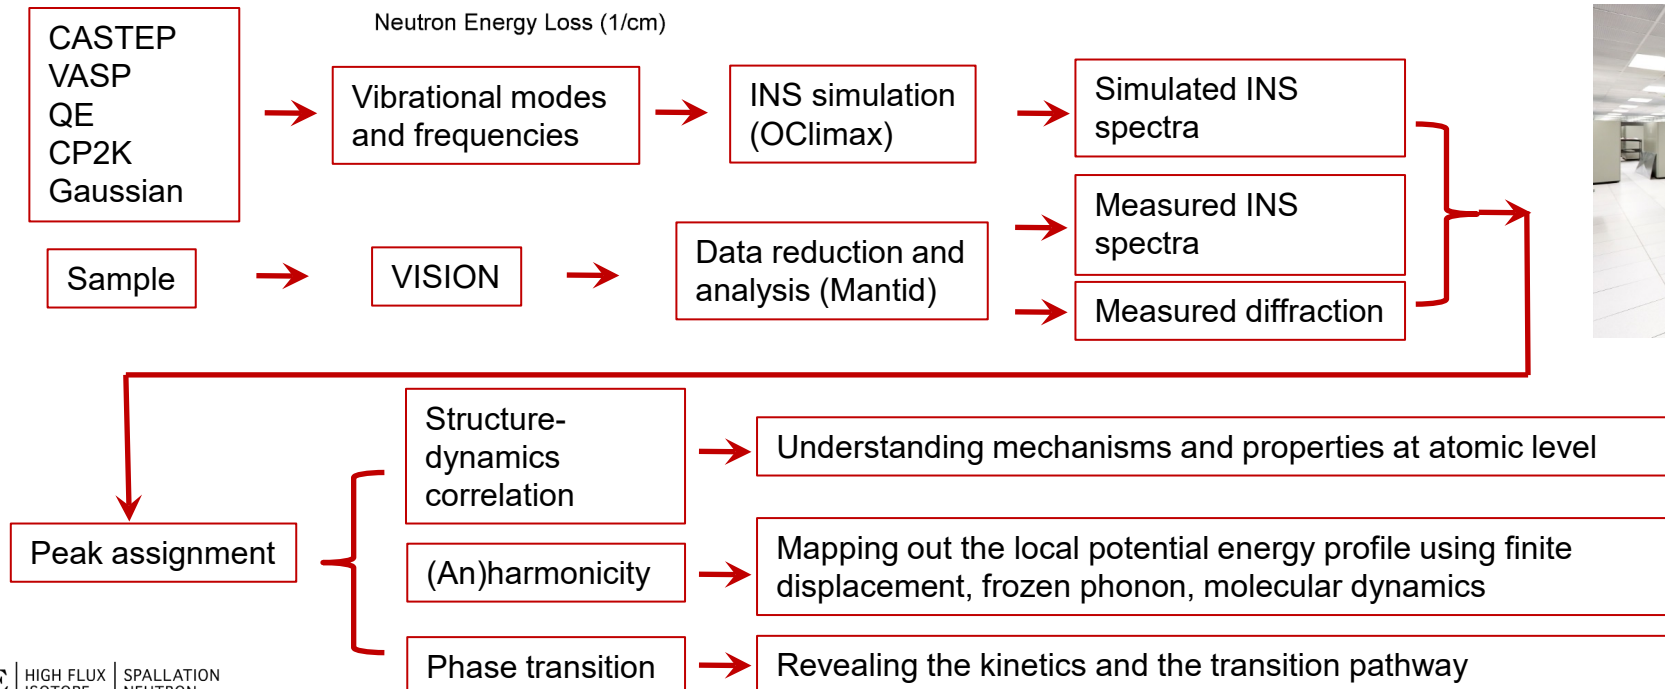 Neutron Energy Loss (1/cm)
CASTEP
VASP
QE
CP2K
Gaussian
Vibrational modes
and frequencies
INS simulation
(OClimax)
Simulated INS
spectra
Sample
VISION
Data reduction and
analysis (Mantid)
Measured INS
spectra
Measured diffraction
Peak assignment
Structure-
dynamics
correlation
Understanding mechanisms and properties at atomic level
(An)harmonicity
Mapping out the local potential energy profile using finite
displacement, frozen phonon, molecular dynamics
Phase transition
Revealing the kinetics and the transition pathway
HIGH FLUX
ISOTOPE
SPALLATION
NEUTRON